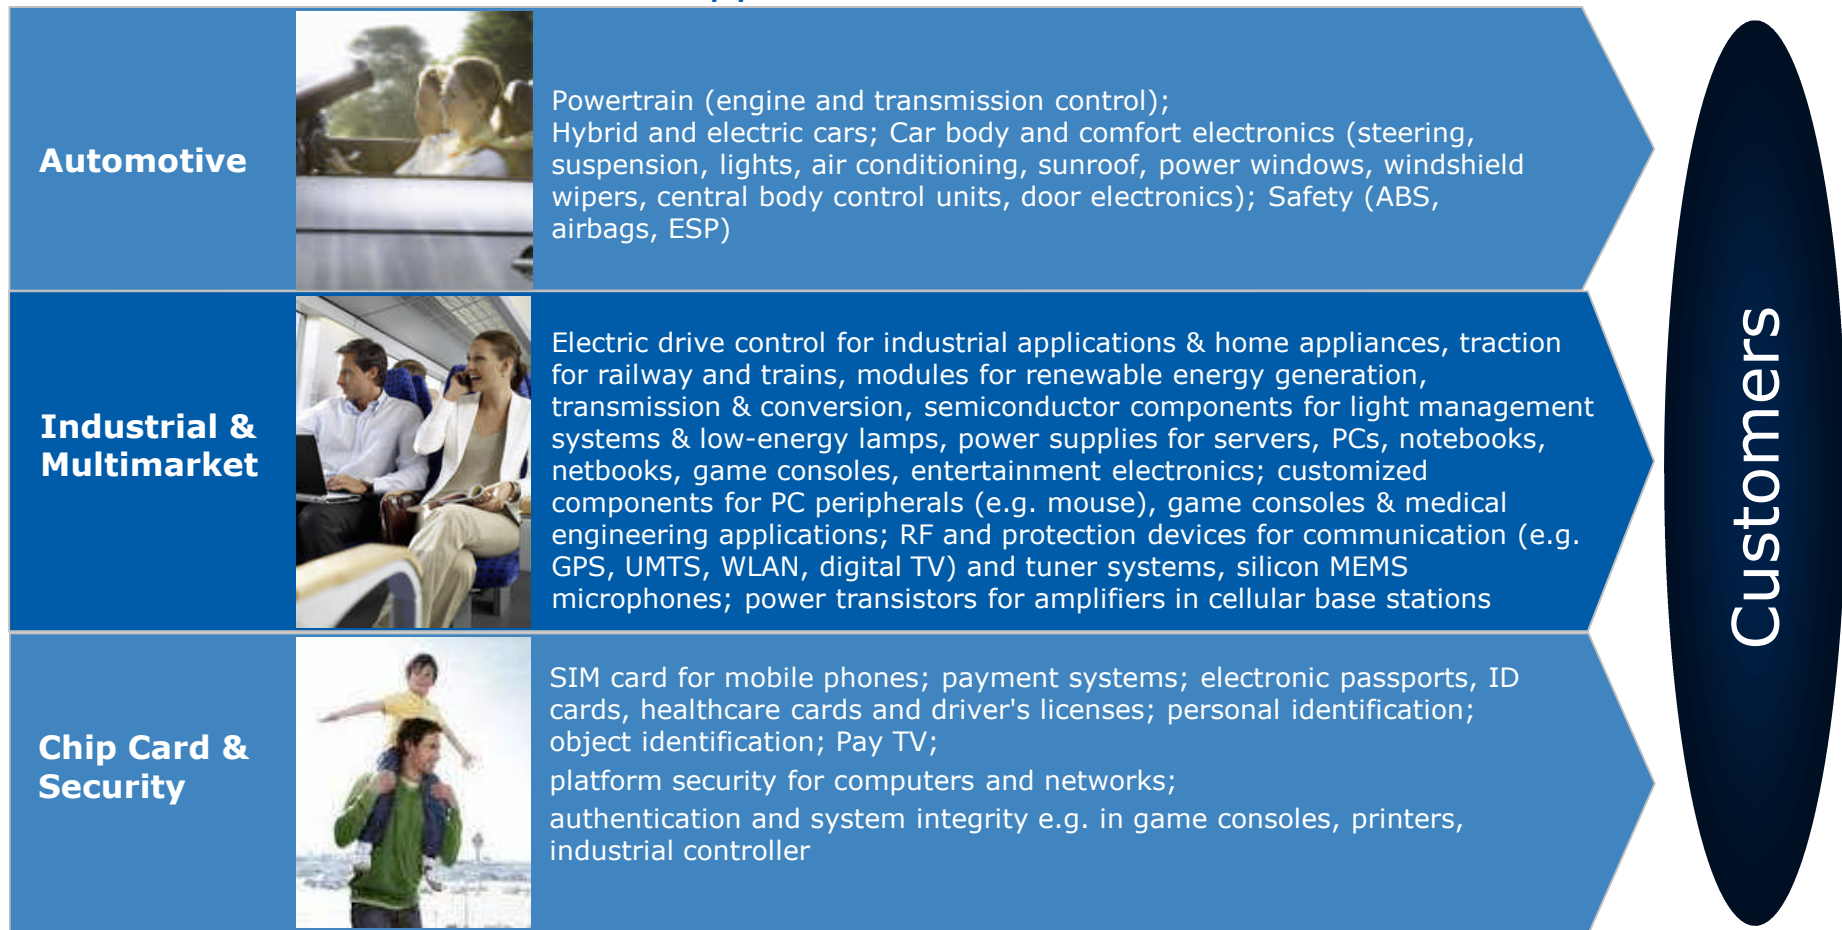 Automotive
Powertrain (engine and transmission control);
Hybrid and electric cars; Car body and comfort electronics (steering,
suspension, lights, air conditioning, sunroof, power windows, windshield
wipers, central body control units, door electronics); Safety (ABS,
airbags, ESP)
Industrial &
Multimarket
Electric drive control for industrial applications & home appliances, traction
for railway and trains, modules for renewable energy generation,
transmission & conversion, semiconductor components for light management
systems & low-energy lamps, power supplies for servers, PCs, notebooks,
netbooks, game consoles, entertainment electronics; customized
components for PC peripherals (e.g. mouse), game consoles & medical
engineering applications; RF and protection devices for communication (e.g.
GPS, UMTS, WLAN, digital TV) and tuner systems, silicon MEMS
microphones; power transistors for amplifiers in cellular base stations
Chip Card &
Security
SIM card for mobile phones; payment systems; electronic passports, ID
cards, healthcare cards and driver's licenses; personal identification;
object identification; Pay TV;
platform security for computers and networks;
authentication and system integrity e.g. in game consoles, printers,
industrial controller
Customers